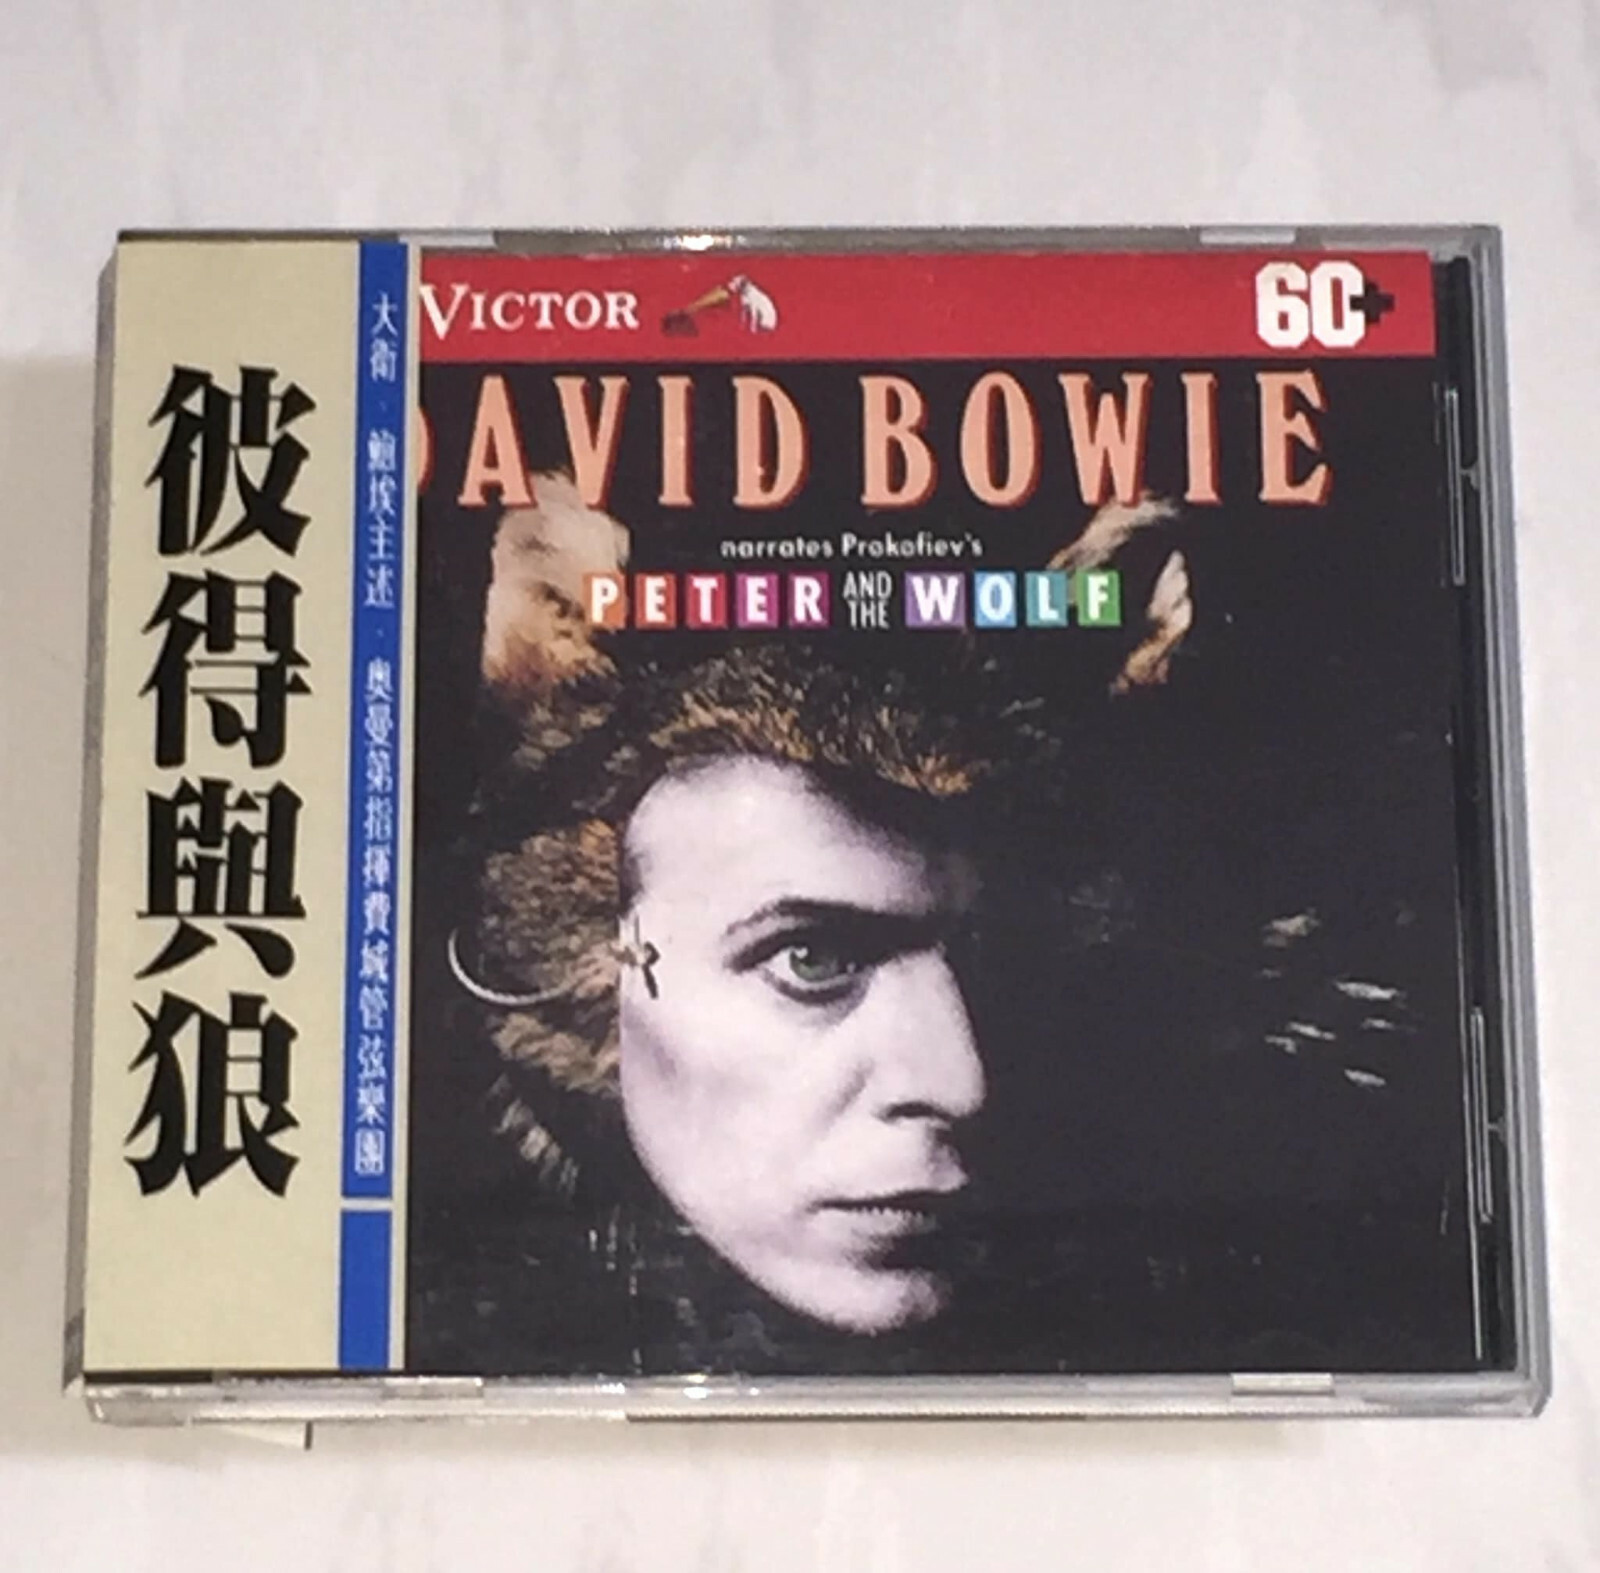 彼得與狼
大衛·鮑埃主述·奧曼第指揮費城管弦樂團
VICTOR
60+
DAVID BOWIE
narrates Prokofiev's
PETER AND THE WOLF